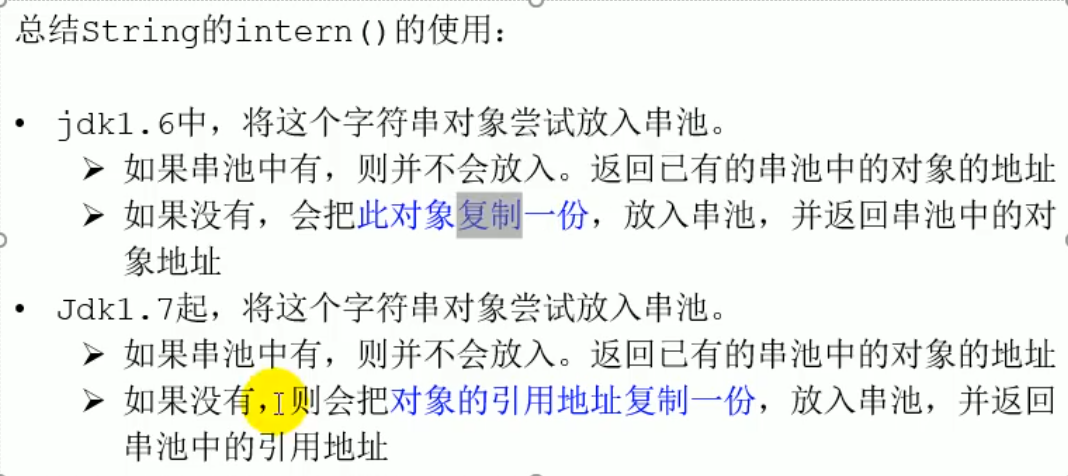 总结String的intern()的使用：
• jdk1.6中，将这个字符串对象尝试放入串池。
➢ 如果串池中有，则并不会放入。返回已有的串池中的对象的地址
➢ 如果没有，会把此对象复制一份，放入串池，并返回串池中的对
象地址
• Jdk1.7起，将这个字符串对象尝试放入串池。
➢ 如果串池中有，则并不会放入。返回已有的串池中的对象的地址
➢ 如果没有，则会把对象的引用地址复制一份，放入串池，并返回
串池中的引用地址